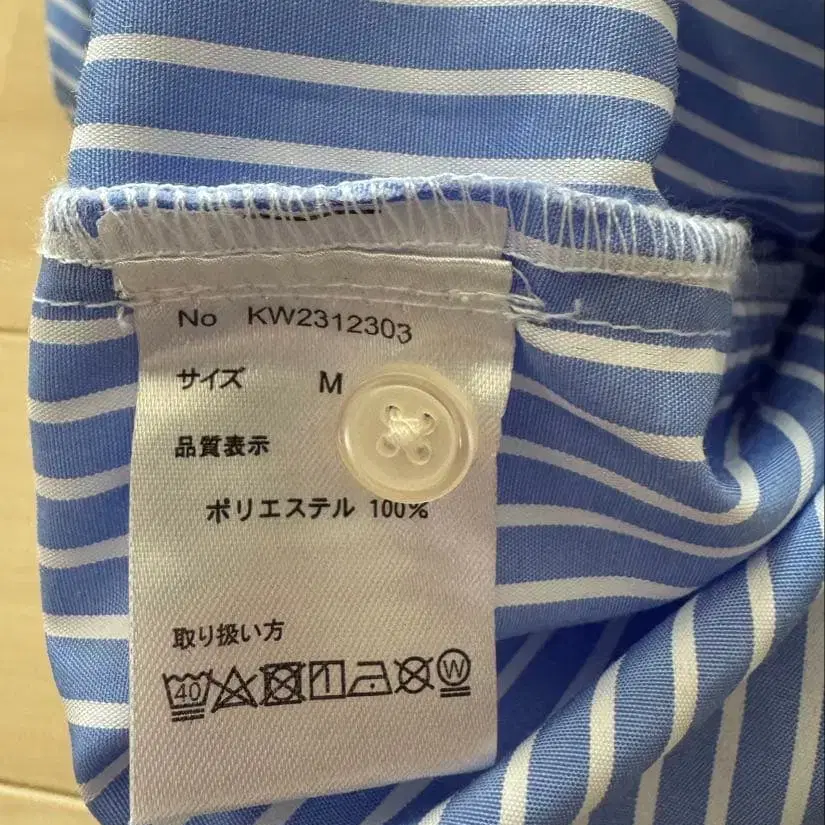 No KW2312303
サイズ M
品質表示
ポリエステル 100%
取り扱い方
40 W